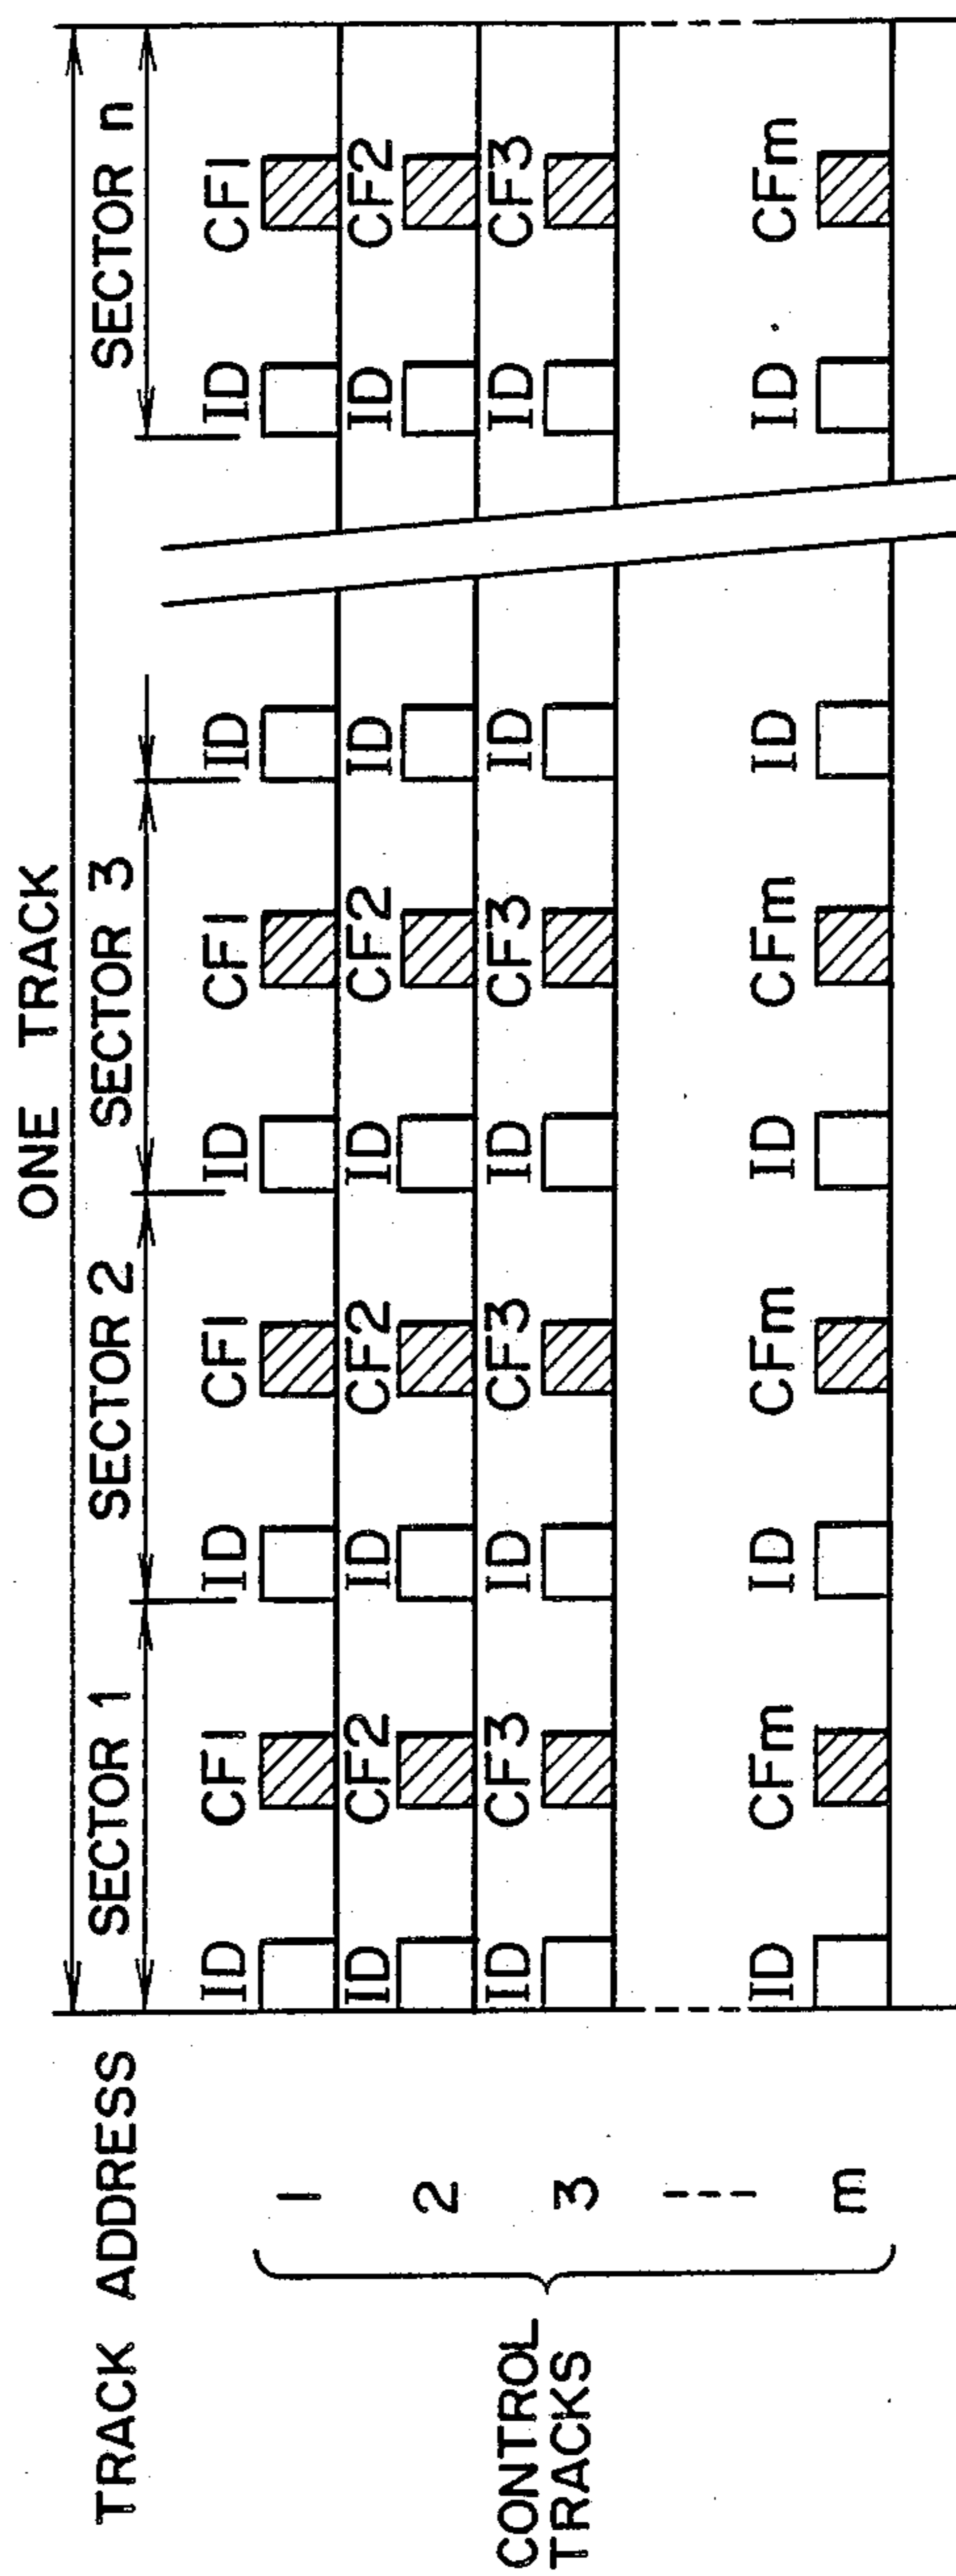 ONE TRACK
TRACK ADDRESS SECTOR 1 SECTOR 2 SECTOR 3 SECTOR n
1 ID CF1 ID CF1 ID CF1 ID ID CF1
2 ID CF2 ID CF2 ID CF2 ID ID CF2
3 ID CF3 ID CF3 ID CF3 ID ID CF3
m ID CFm ID CFm ID CFm ID ID CFm
CONTROL
TRACKS